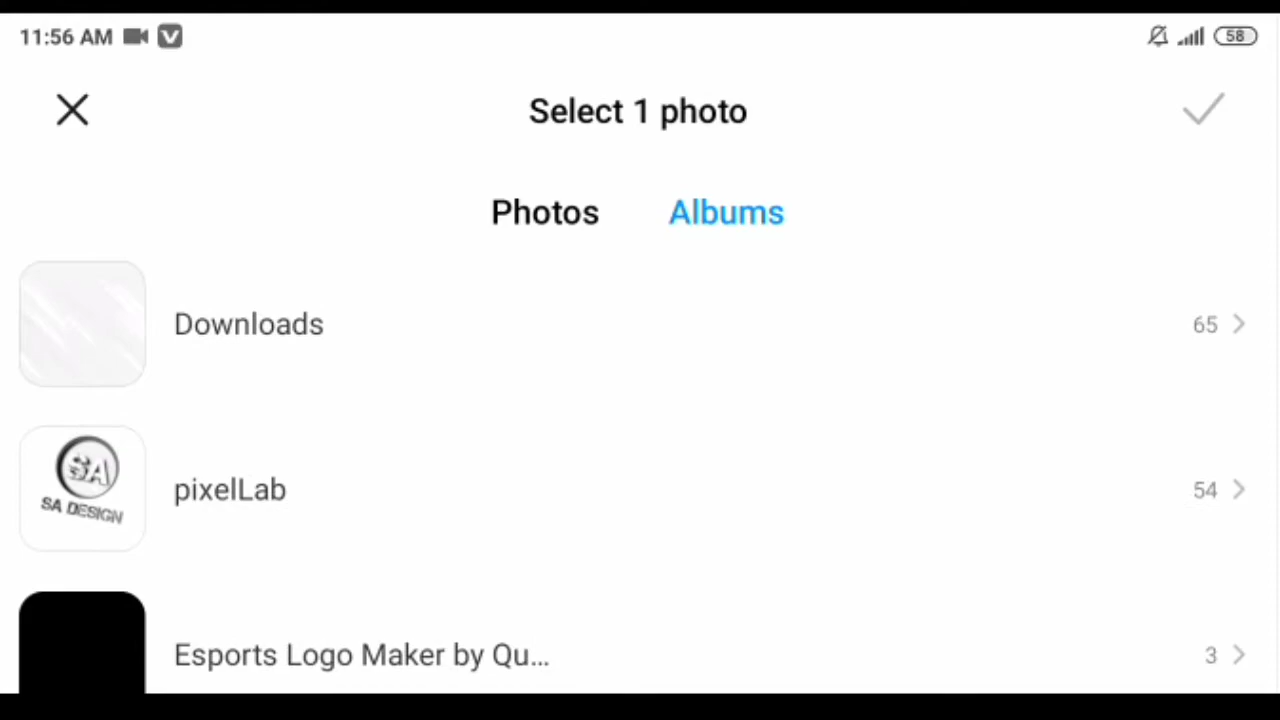 11:56 AM V 58
Select 1 photo
Photos Albums
Downloads 65
SA
SA DESIGN
pixelLab 54
Esports Logo Maker by Qu... 3